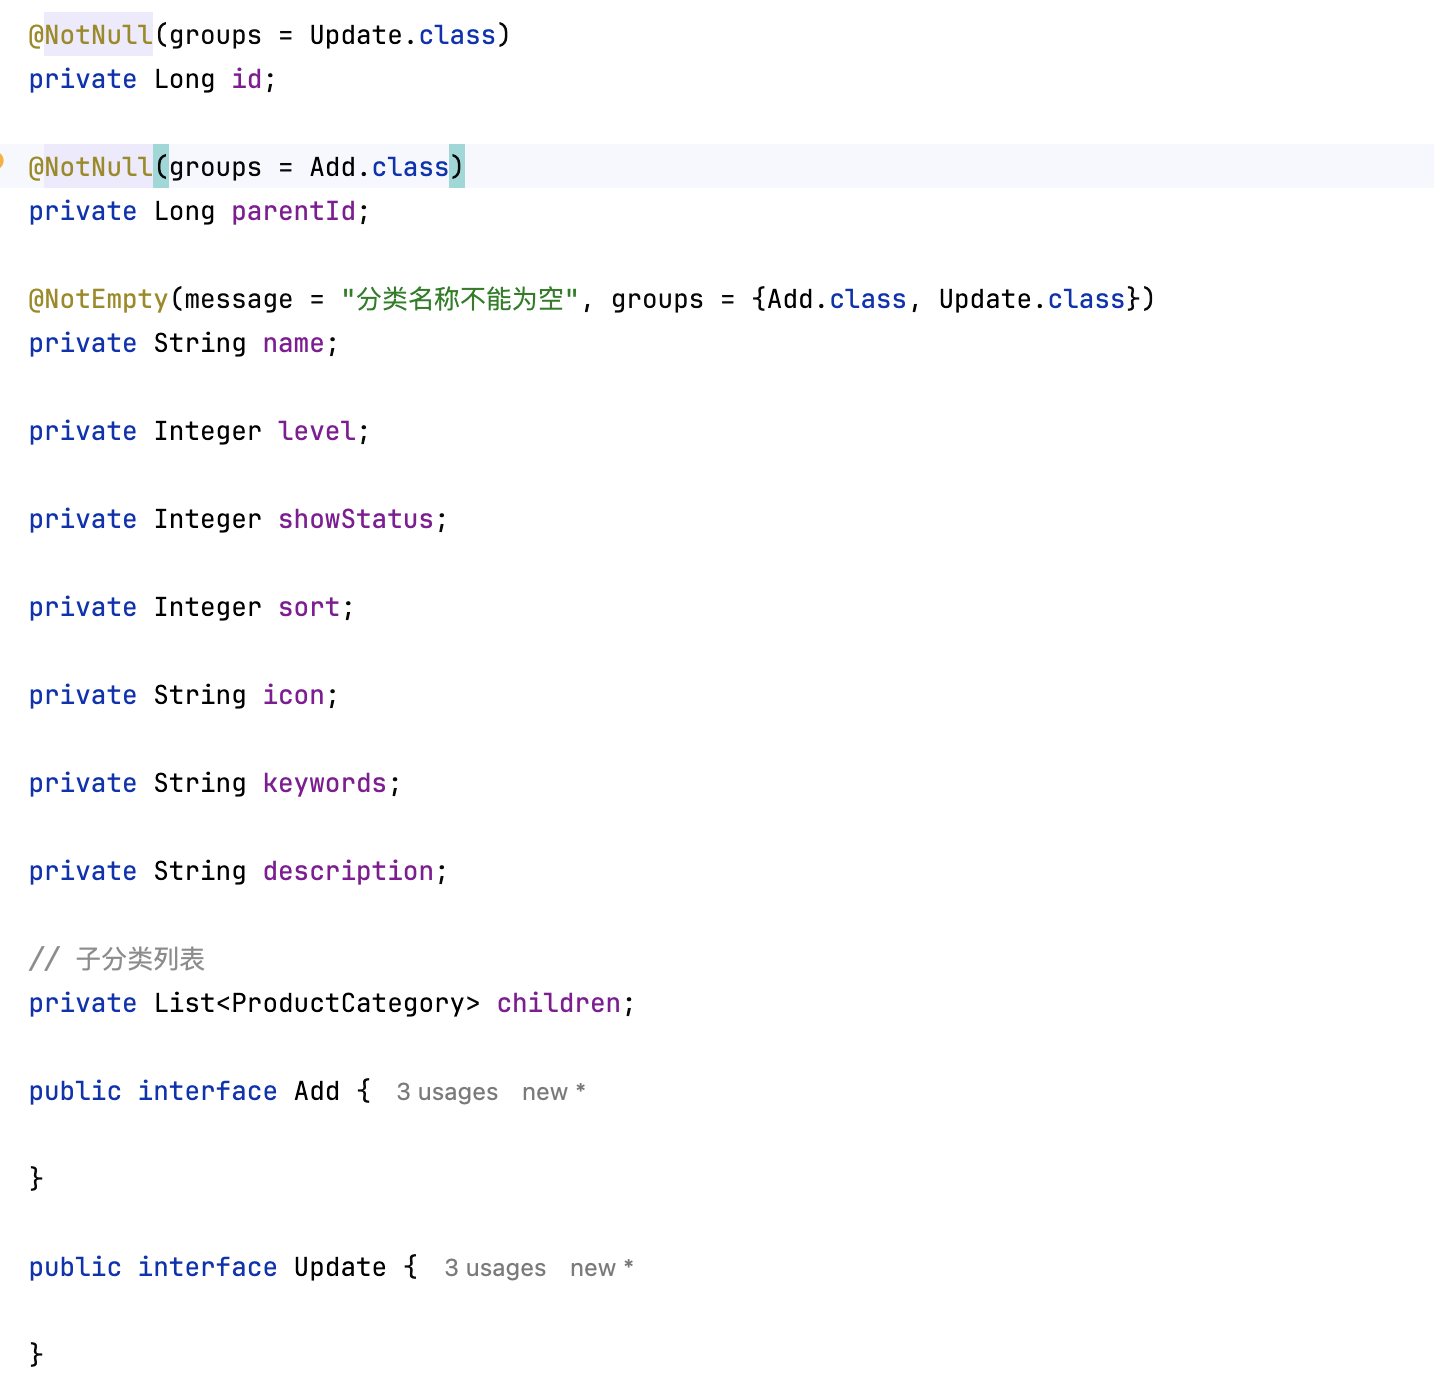 @NotNull(groups = Update.class)
private Long id;
@NotNull(groups = Add.class)
private Long parentId;
@NotEmpty(message = "分类名称不能为空", groups = {Add.class, Update.class})
private String name;
private Integer level;
private Integer showStatus;
private Integer sort;
private String icon;
private String keywords;
private String description;
// 子分类列表
private List<ProductCategory> children;
public interface Add { 3 usages new *
}
public interface Update { 3 usages new *
}